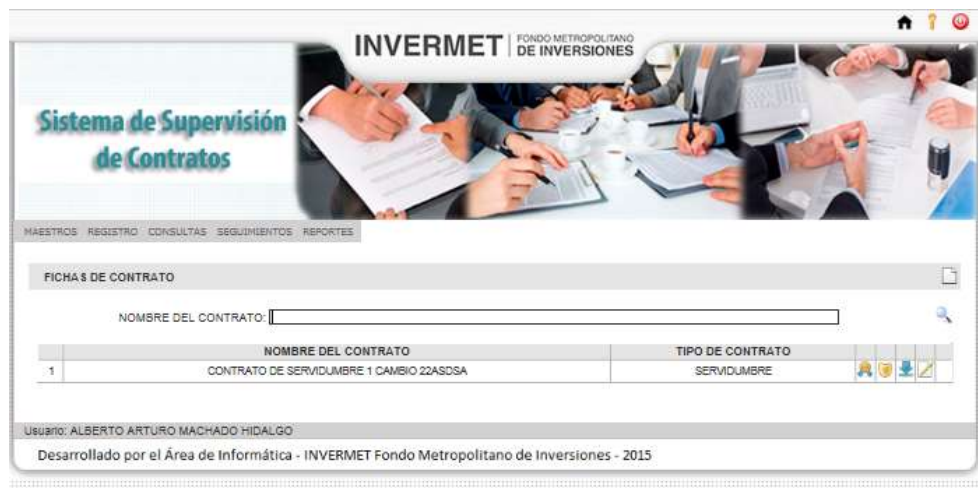 INVERMET FONDO METROPOLITANO
DE INVERSIONES
Sistema de Supervisión
de Contratos
MAESTROS REGISTRO CONSULTAS SEGUIMIENTOS REPORTES
FICHAS DE CONTRATO
NOMBRE DEL CONTRATO:
NOMBRE DEL CONTRATO TIPO DE CONTRATO
1 CONTRATO DE SERVIDUMBRE 1 CAMBIO 22ASDSA SERVIDUMBRE
Usuario: ALBERTO ARTURO MACHADO HIDALGO
Desarrollado por el Área de Informática - INVERMET Fondo Metropolitano de Inversiones - 2015